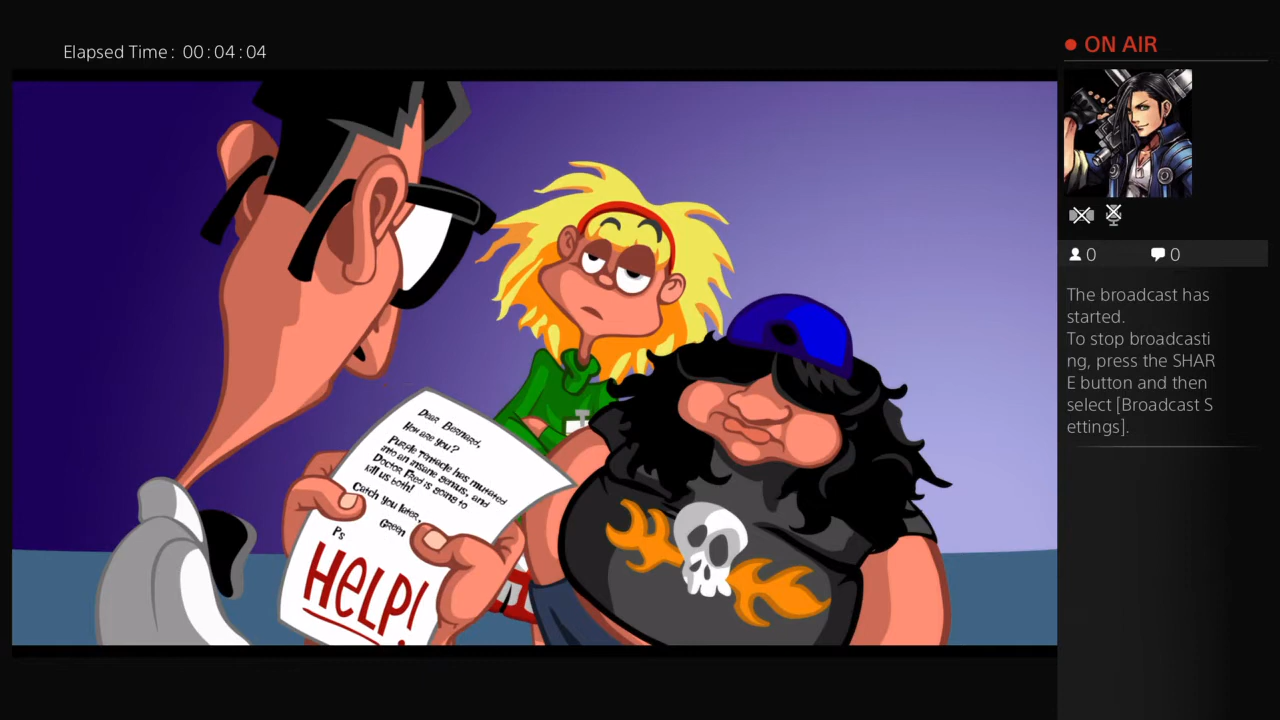 Elapsed Time: 00:04:04
ON AIR
0
0
The broadcast has
started.
To stop broadcasti
ng, press the SHAR
E button and then
select [Broadcast S
ettings].
Dear Bernard,
How are you?
Purple Tentacle has mutated
into an insane genius, and
Doctor Fred is going to
kill us both!
Catch you later,
Green
Ps
HELP!